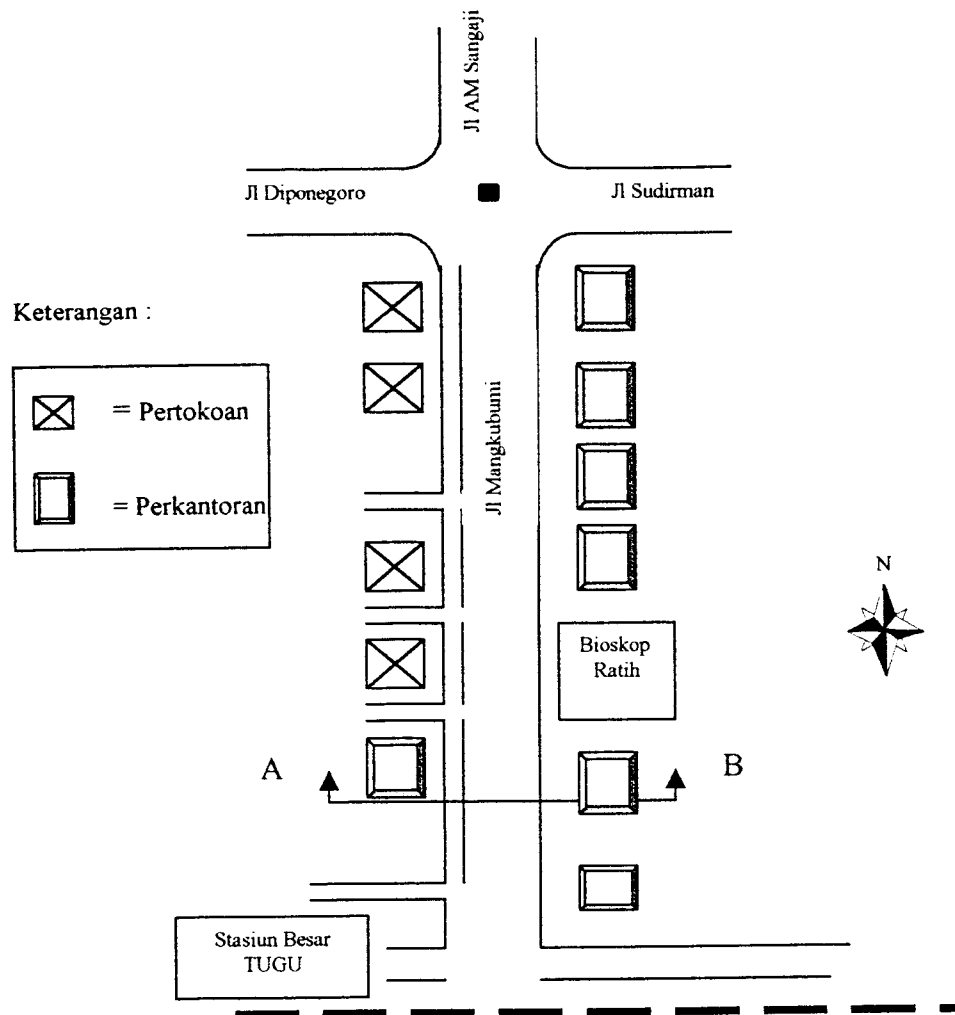 Jl AM Sangaji
Jl Diponegoro
Jl Sudirman
Keterangan :
= Pertokoan
= Perkantoran
Jl Mangkubumi
N
Bioskop
Ratih
A
B
Stasiun Besar
TUGU